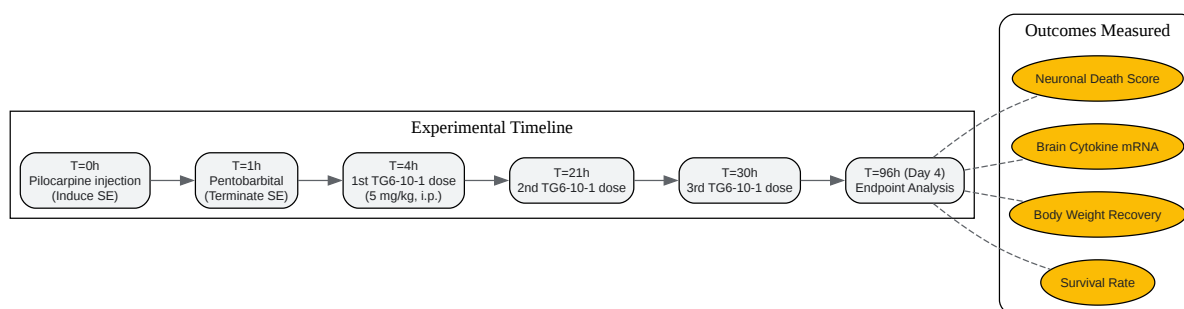 Experimental Timeline
T=0h
Pilocarpine injection
(Induce SE)
T=1h
Pentobarbital
(Terminate SE)
T=4h
1st TG6-10-1 dose
(5 mg/kg, i.p.)
T=21h
2nd TG6-10-1 dose
T=30h
3rd TG6-10-1 dose
T=96h (Day 4)
Endpoint Analysis
Outcomes Measured
Neuronal Death Score
Brain Cytokine mRNA
Body Weight Recovery
Survival Rate